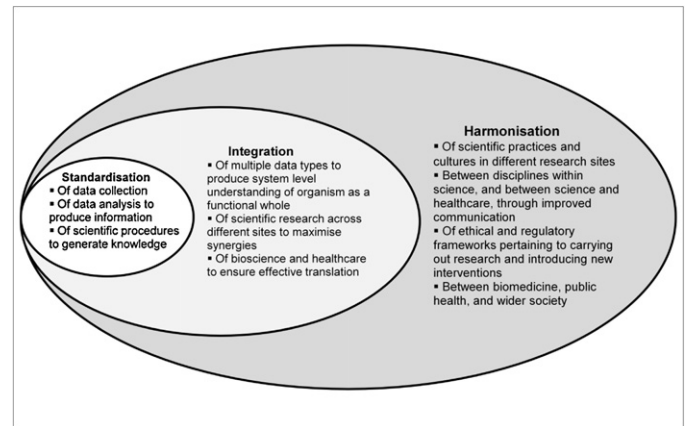 Standardisation
▪ Of data collection
▪ Of data analysis to
produce information
▪ Of scientific procedures
to generate knowledge
Integration
▪ Of multiple data types to
produce system level
understanding of organism as a
functional whole
▪ Of scientific research across
different sites to maximise
synergies
▪ Of bioscience and healthcare
to ensure effective translation
Harmonisation
▪ Of scientific practices and
cultures in different research sites
▪ Between disciplines within
science, and between science and
healthcare, through improved
communication
▪ Of ethical and regulatory
frameworks pertaining to carrying
out research and introducing new
interventions
▪ Between biomedicine, public
health, and wider society